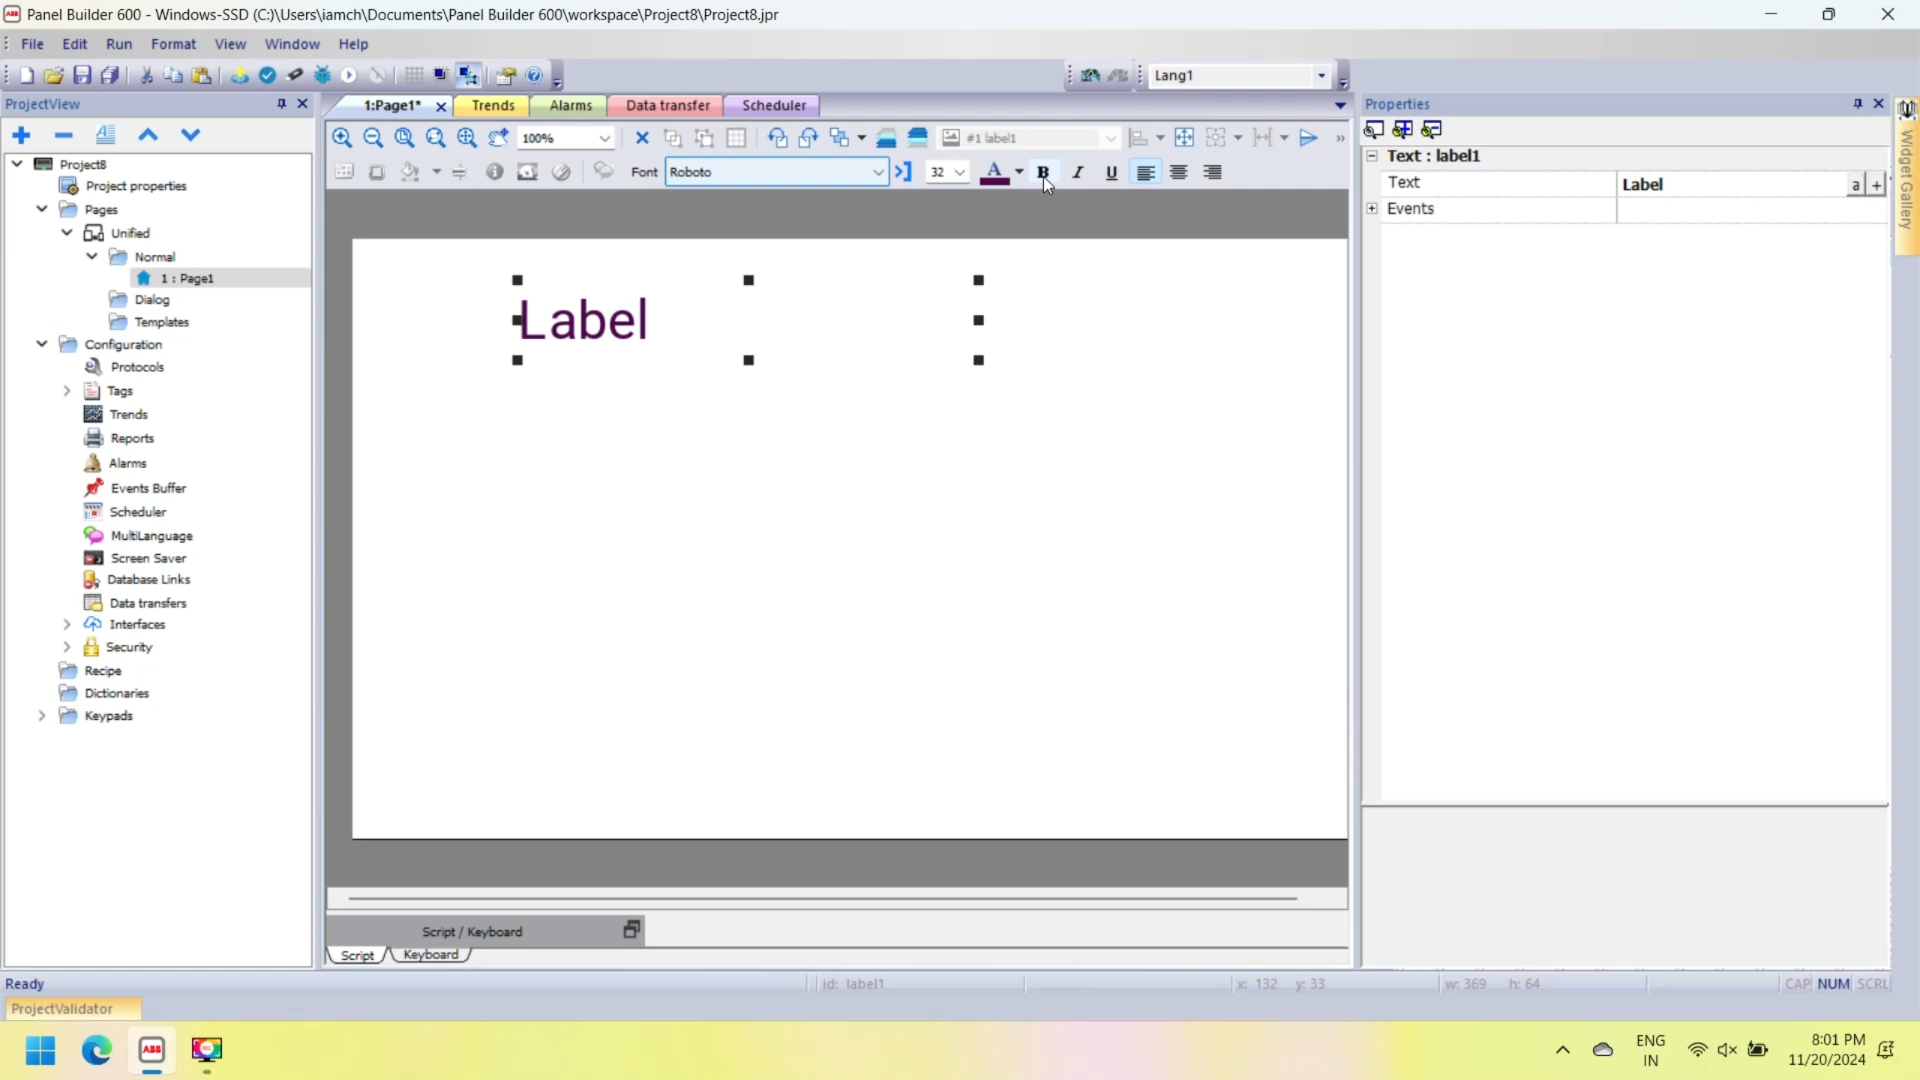 ABB Panel Builder 600 - Windows-SSD (C:)\Users\iamch\Documents\Panel Builder 600\workspace\Project8\Project8.jpr
File Edit Run Format View Window Help
Lang1
ProjectView
1:Page1* Trends Alarms Data transfer Scheduler
Properties
100% #1 label1 »
Font Roboto 32 A B I U
Text : label1
Text Label a +
Events
Widget Gallery
Project8
Project properties
Pages
Unified
Normal
1 : Page1
Dialog
Templates
Configuration
Protocols
Tags
Trends
Reports
Alarms
Events Buffer
Scheduler
MultiLanguage
Screen Saver
Database Links
Data transfers
Interfaces
Security
Recipe
Dictionaries
Keypads
Label
Script / Keyboard
Script Keyboard
Ready id: label1 x: 132 y: 33 w: 369 h: 64 CAP NUM SCRL
ProjectValidator
ABB
ENG
IN
8:01 PM
11/20/2024